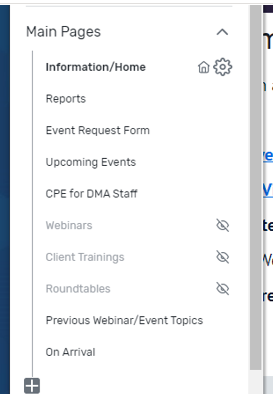 Main Pages
Information/Home
Reports
Event Request Form
Upcoming Events
CPE for DMA Staff
Webinars
Client Trainings
Roundtables
Previous Webinar/Event Topics
On Arrival